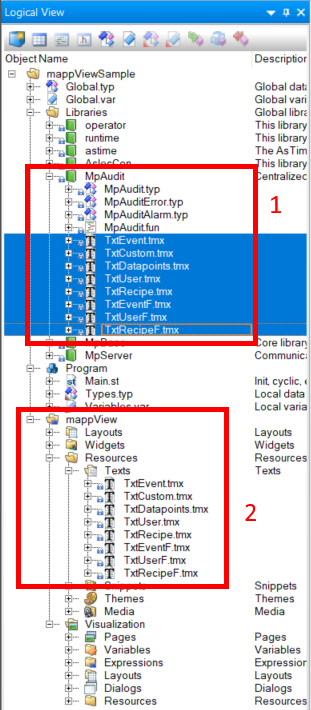 Logical View
Object Name Description
mappViewSample
Global.typ Global data
Global.var Global vari
Libraries Global libra
operator This library
runtime This library
astime The AsTim
MpAudit Centralized
MpAudit.typ
MpAuditError.typ
MpAuditAlarm.typ
MpAudit.fun
1
TxtEvent.tmx
TxtCustom.tmx
TxtDatapoints.tmx
TxtUser.tmx
TxtRecipe.tmx
TxtEventF.tmx
TxtUserF.tmx
TxtRecipeF.tmx
Core library
MpServer Communica
Program
Main.st Init, cyclic, e
Types.typ Local data
Variables.var Local varia
mappView
Layouts Layouts
Widgets Widgets
Resources Resources
Texts Texts
TxtEvent.tmx
TxtCustom.tmx
TxtDatapoints.tmx
2
TxtUser.tmx
TxtRecipe.tmx
TxtEventF.tmx
TxtUserF.tmx
TxtRecipeF.tmx
Snippets Snippets
Themes Themes
Media Media
Visualization
Pages Pages
Variables Variables
Expressions Expression
Layouts Layouts
Dialogs Dialogs
Resources Resources